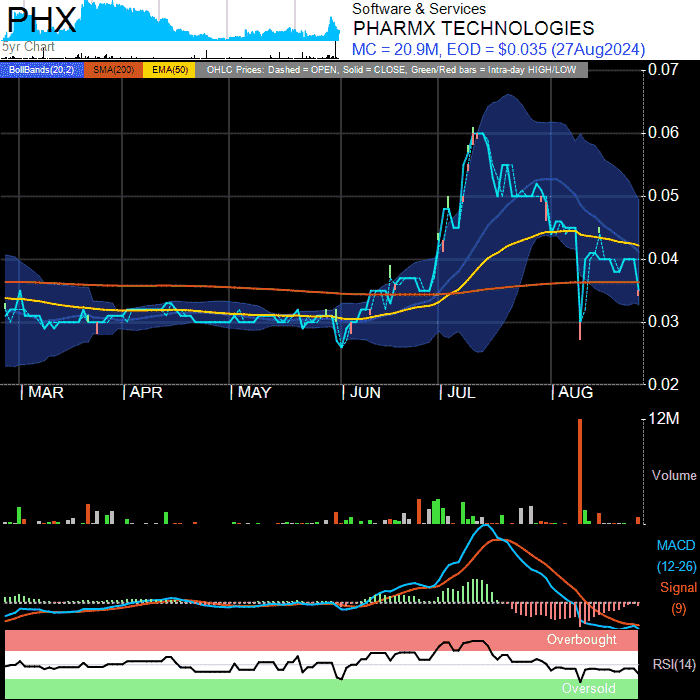 PHX
Software & Services
PHARMX TECHNOLOGIES
5yr Chart
MC = 20.9M, EOD = $0.035 (27Aug2024)
BollBands(20,2) SMA(200) EMA(50) OHLC Prices: Dashed = OPEN, Solid = CLOSE, Green/Red bars = Intra-day HIGH/LOW
0.07
0.06
0.05
0.04
0.03
0.02
MAR APR MAY JUN JUL AUG
12M
Volume
MACD
(12-26)
Signal
(9)
Overbought
RSI(14)
Oversold